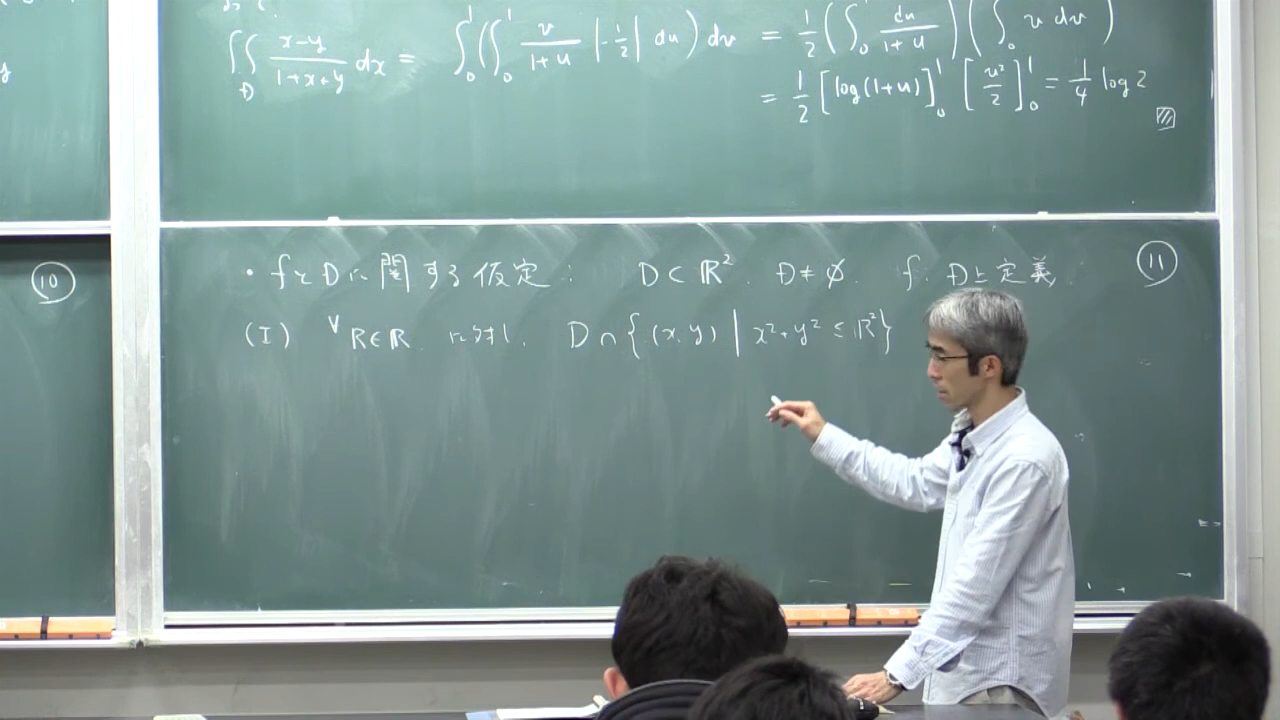 ∬_D (x-y)/(1+x+y) dx = ∫_0^1 (∫_0^1 v/(1+u) |-1/2| du) dv = 1/2 (∫_0^1 du/(1+u)) (∫_0^1 v dv)
= 1/2 [log(1+u)]_0^1 [v²/2]_0^1 = 1/4 log 2
y
⑩
・fとDに関する仮定: D⊂ℝ². D≠∅. f: D上定義. ⑪
(I) ∀R∈ℝ に対し, D∩{(x,y) | x²+y² ≤ ℝ²}